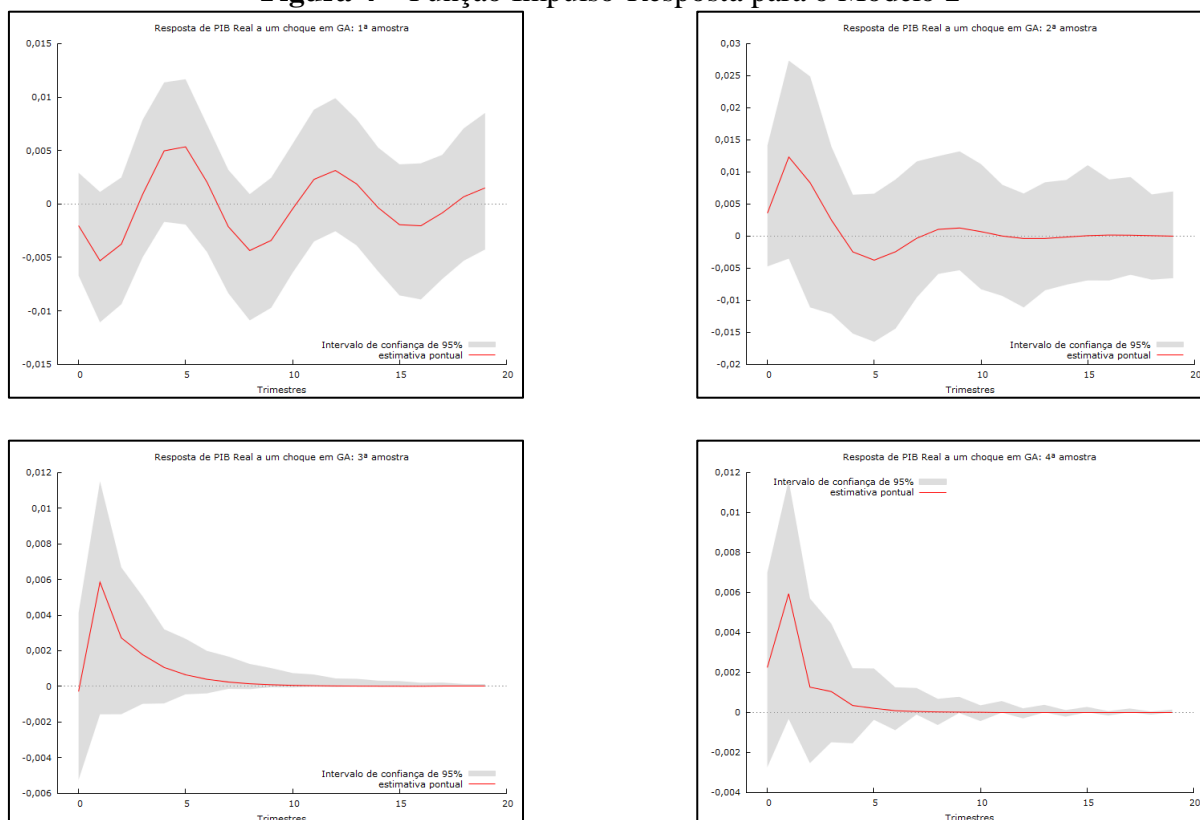 Figura 4 – Função Impulso-Resposta para o Modelo 2
Resposta de PIB Real a um choque em GA: 1ª amostra
0,015
0,01
0,005
0
-0,005
-0,01
-0,015
Intervalo de confiança de 95%
estimativa pontual
0 5 10 15 20
Trimestres
Resposta de PIB Real a um choque em GA: 2ª amostra
0,03
0,025
0,02
0,015
0,01
0,005
0
-0,005
-0,01
-0,015
-0,02
Intervalo de confiança de 95%
estimativa pontual
0 5 10 15 20
Trimestres
Resposta de PIB Real a um choque em GA: 3ª amostra
0,012
0,01
0,008
0,006
0,004
0,002
0
-0,002
-0,004
-0,006
Intervalo de confiança de 95%
estimativa pontual
0 5 10 15 20
Trimestres
Resposta de PIB Real a um choque em GA: 4ª amostra
Intervalo de confiança de 95%
estimativa pontual
0,012
0,01
0,008
0,006
0,004
0,002
0
-0,002
-0,004
0 5 10 15 20
Trimestres